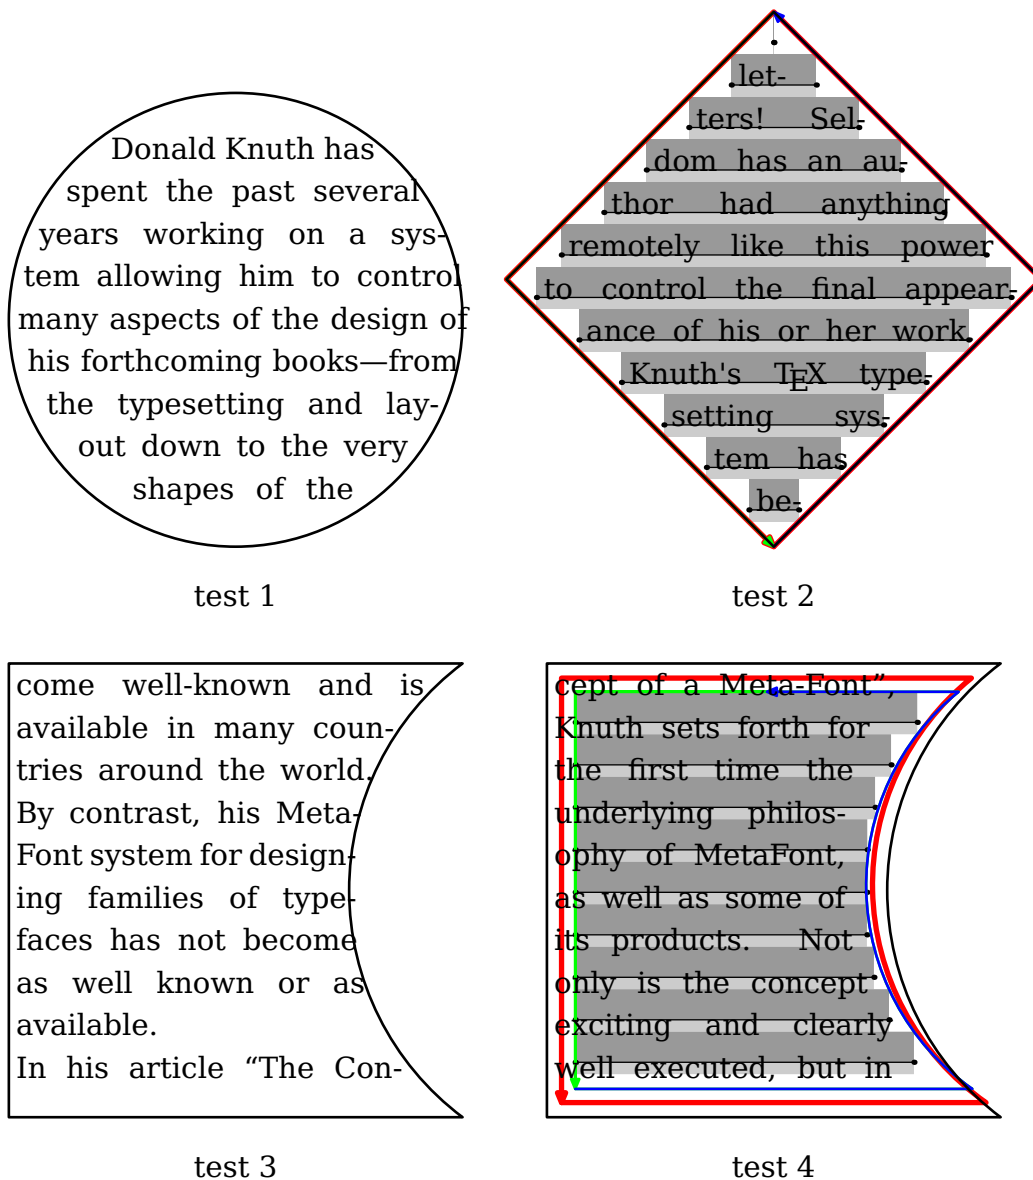 Donald Knuth has
spent the past several
years working on a sys-
tem allowing him to control
many aspects of the design of
his forthcoming books—from
the typesetting and lay-
out down to the very
shapes of the
test 1
let-
ters! Sel-
dom has an au-
thor had anything
remotely like this power
to control the final appear-
ance of his or her work.
Knuth's TEX type-
setting sys-
tem has
be-
test 2
come well-known and is
available in many coun-
tries around the world.
By contrast, his Meta-
Font system for design-
ing families of type-
faces has not become
as well known or as
available.
In his article “The Con-
test 3
cept of a Meta-Font”,
Knuth sets forth for
the first time the
underlying philos-
ophy of MetaFont,
as well as some of
its products. Not
only is the concept
exciting and clearly
well executed, but in
test 4